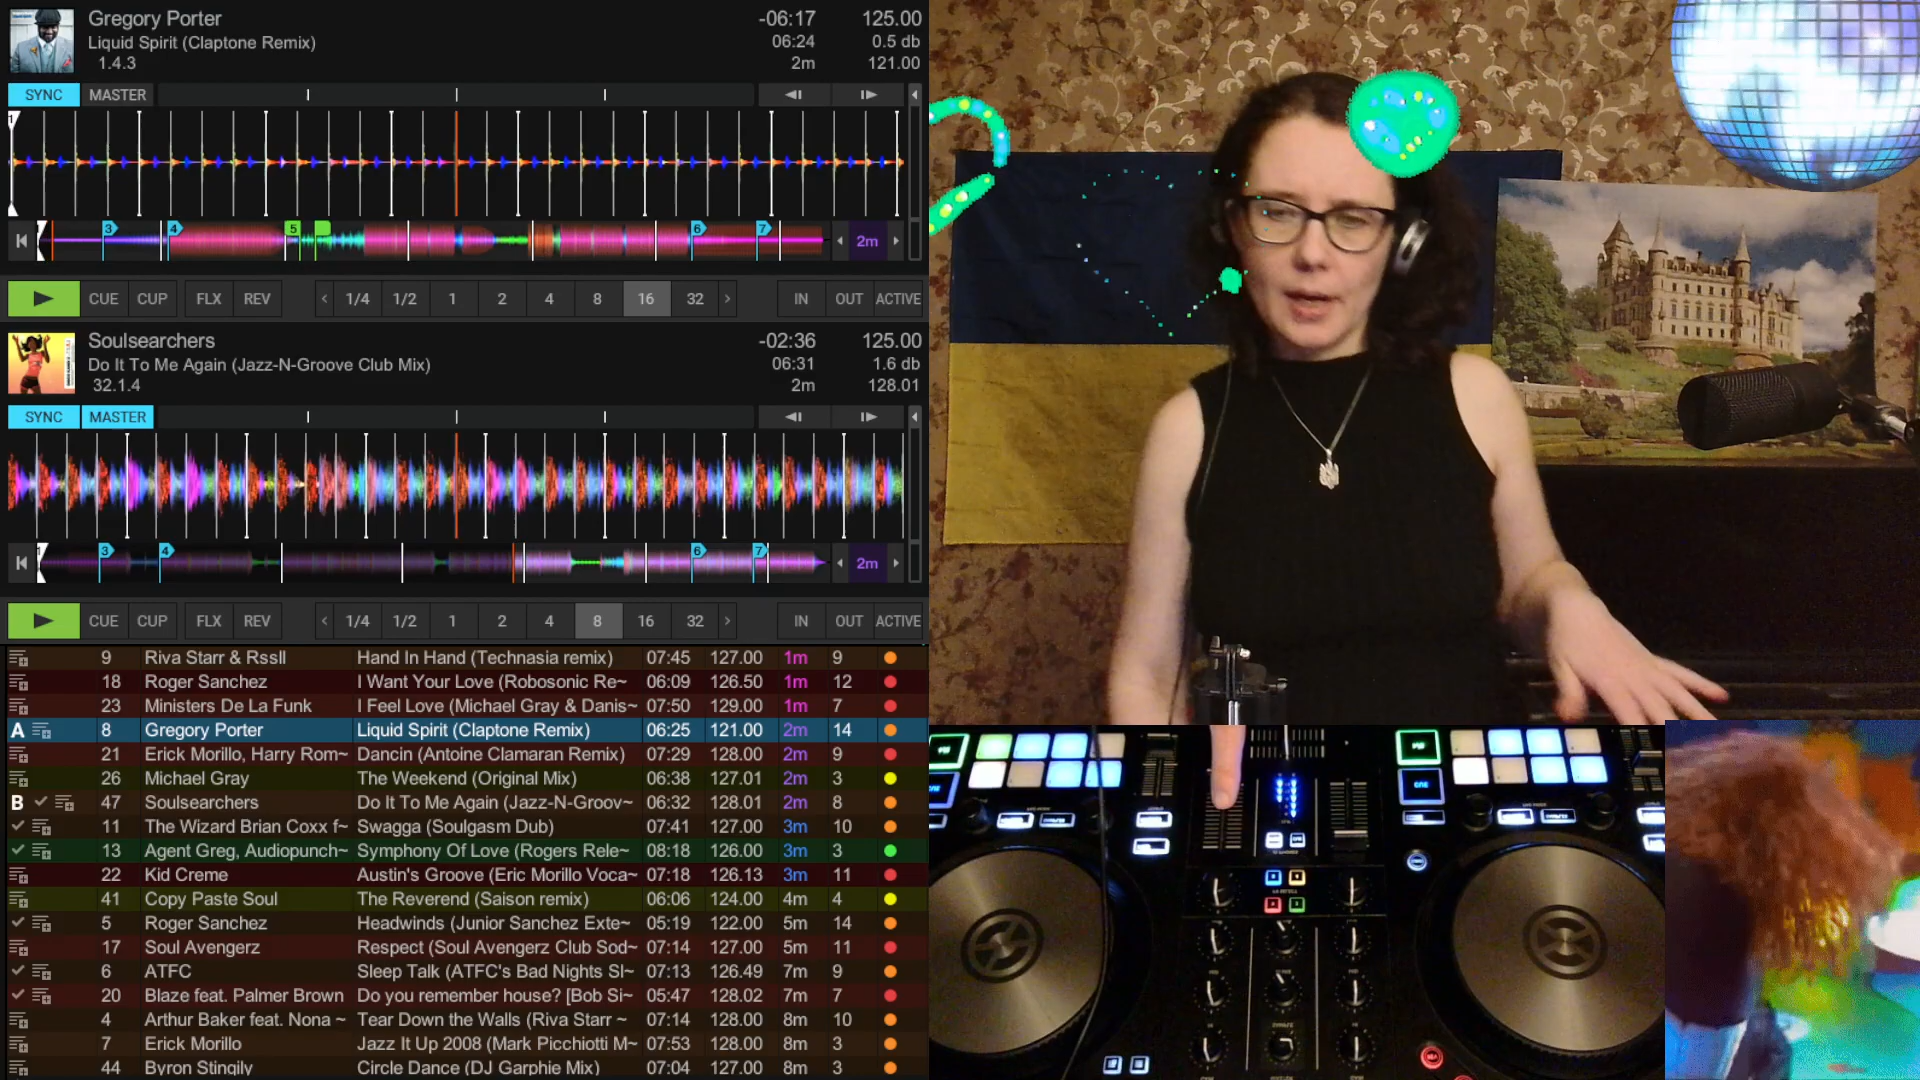 Gregory Porter -06:17 125.00
Liquid Spirit (Claptone Remix) 06:24 0.5 db
1.4.3 2m 121.00
SYNC MASTER
1
3 4 5 6 7 2m
CUE CUP FLX REV 1/4 1/2 1 2 4 8 16 32 IN OUT ACTIVE
Soulsearchers -02:36 125.00
Do It To Me Again (Jazz-N-Groove Club Mix) 06:31 1.6 db
32.1.4 2m 128.01
SYNC MASTER
1 3 4 6 7 2m
CUE CUP FLX REV 1/4 1/2 1 2 4 8 16 32 IN OUT ACTIVE
9 Riva Starr & Rssll Hand In Hand (Technasia remix) 07:45 127.00 1m 9
18 Roger Sanchez I Want Your Love (Robosonic Re~ 06:09 126.50 1m 12
23 Ministers De La Funk I Feel Love (Michael Gray & Danis~ 07:50 129.00 1m 7
A 8 Gregory Porter Liquid Spirit (Claptone Remix) 06:25 121.00 2m 14
21 Erick Morillo, Harry Rom~ Dancin (Antoine Clamaran Remix) 07:29 128.00 2m 9
26 Michael Gray The Weekend (Original Mix) 06:38 127.01 2m 3
B 47 Soulsearchers Do It To Me Again (Jazz-N-Groov~ 06:32 128.01 2m 8
11 The Wizard Brian Coxx f~ Swagga (Soulgasm Dub) 07:41 127.00 3m 10
13 Agent Greg, Audiopunch~ Symphony Of Love (Rogers Rele~ 08:18 126.00 3m 3
22 Kid Creme Austin's Groove (Eric Morillo Voca~ 07:18 126.13 3m 11
41 Copy Paste Soul The Reverend (Saison remix) 06:06 124.00 4m 4
5 Roger Sanchez Headwinds (Junior Sanchez Exte~ 05:19 122.00 5m 14
17 Soul Avengerz Respect (Soul Avengerz Club Sod~ 07:14 127.00 5m 11
6 ATFC Sleep Talk (ATFC's Bad Nights Sl~ 07:13 126.49 7m 9
20 Blaze feat. Palmer Brown Do you remember house? [Bob Si~ 05:47 128.02 7m 7
4 Arthur Baker feat. Nona ~ Tear Down the Walls (Riva Starr ~ 07:14 128.00 8m 10
7 Erick Morillo Jazz It Up 2008 (Mark Picchiotti M~ 07:53 128.00 8m 3
44 Byron Stingily Circle Dance (DJ Garphie Mix) 07:04 128.00 8m 3